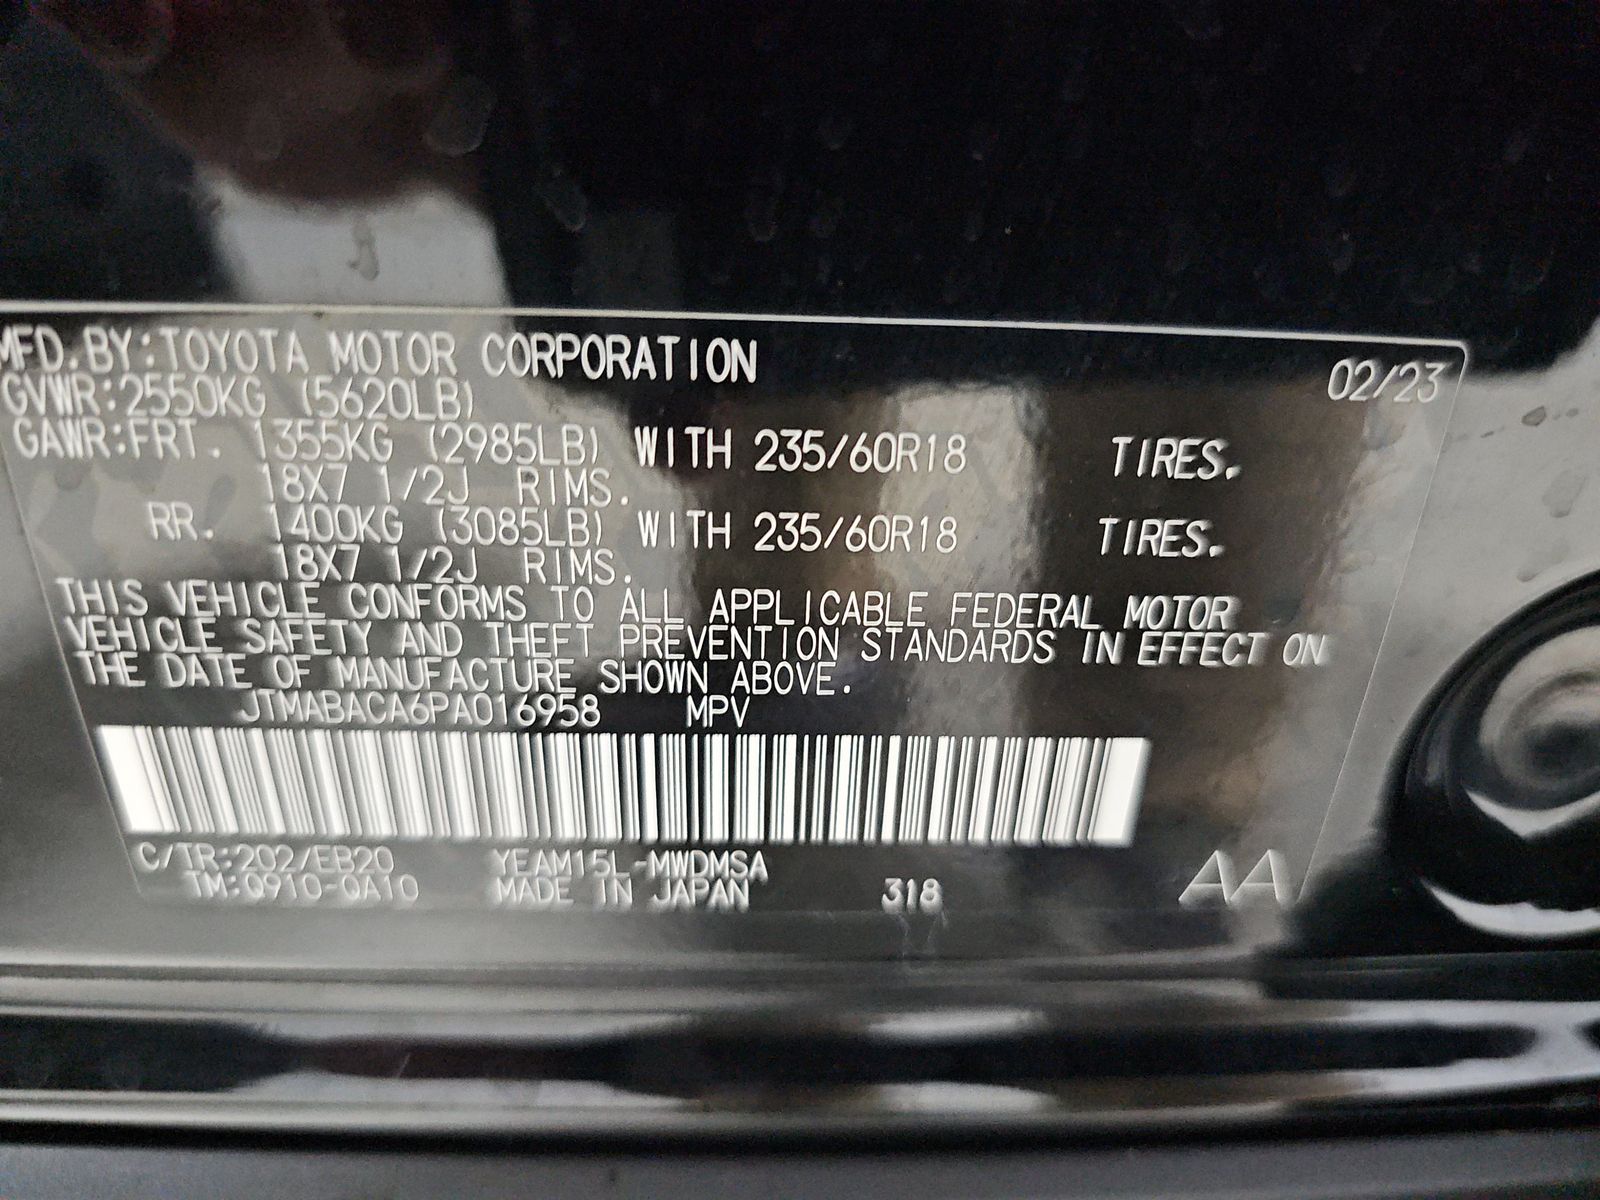 MFD. BY: TOYOTA MOTOR CORPORATION 02/23
GVWR: 2550KG (5620LB)
GAWR: FRT. 1355KG (2985LB) WITH 235/60R18 TIRES.
18X7 1/2J RIMS.
RR. 1400KG (3085LB) WITH 235/60R18 TIRES.
18X7 1/2J RIMS.
THIS VEHICLE CONFORMS TO ALL APPLICABLE FEDERAL MOTOR
VEHICLE SAFETY AND THEFT PREVENTION STANDARDS IN EFFECT ON
THE DATE OF MANUFACTURE SHOWN ABOVE.
JTMABACA6PA016958 MPV
C/TR: 202/EB20 YEAM15L-MWDMSA
TM: Q910-QA10 MADE IN JAPAN 318 AA